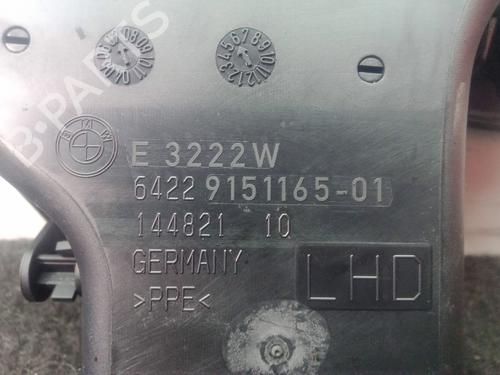 BMW
E 3222W
6422 9151165-01
144821 10
GERMANY
>PPE<
LHD
B-PARTS